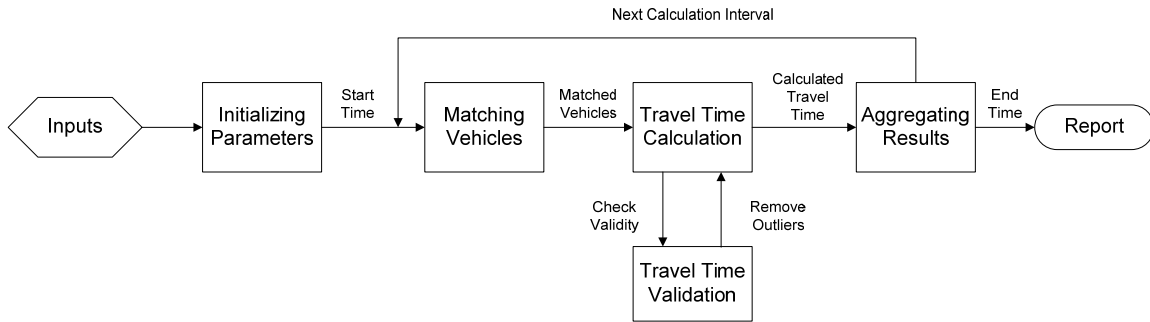 Next Calculation Interval
Inputs
Initializing
Parameters
Start
Time
Matching
Vehicles
Matched
Vehicles
Travel Time
Calculation
Calculated
Travel
Time
Aggregating
Results
End
Time
Report
Check
Validity
Remove
Outliers
Travel Time
Validation